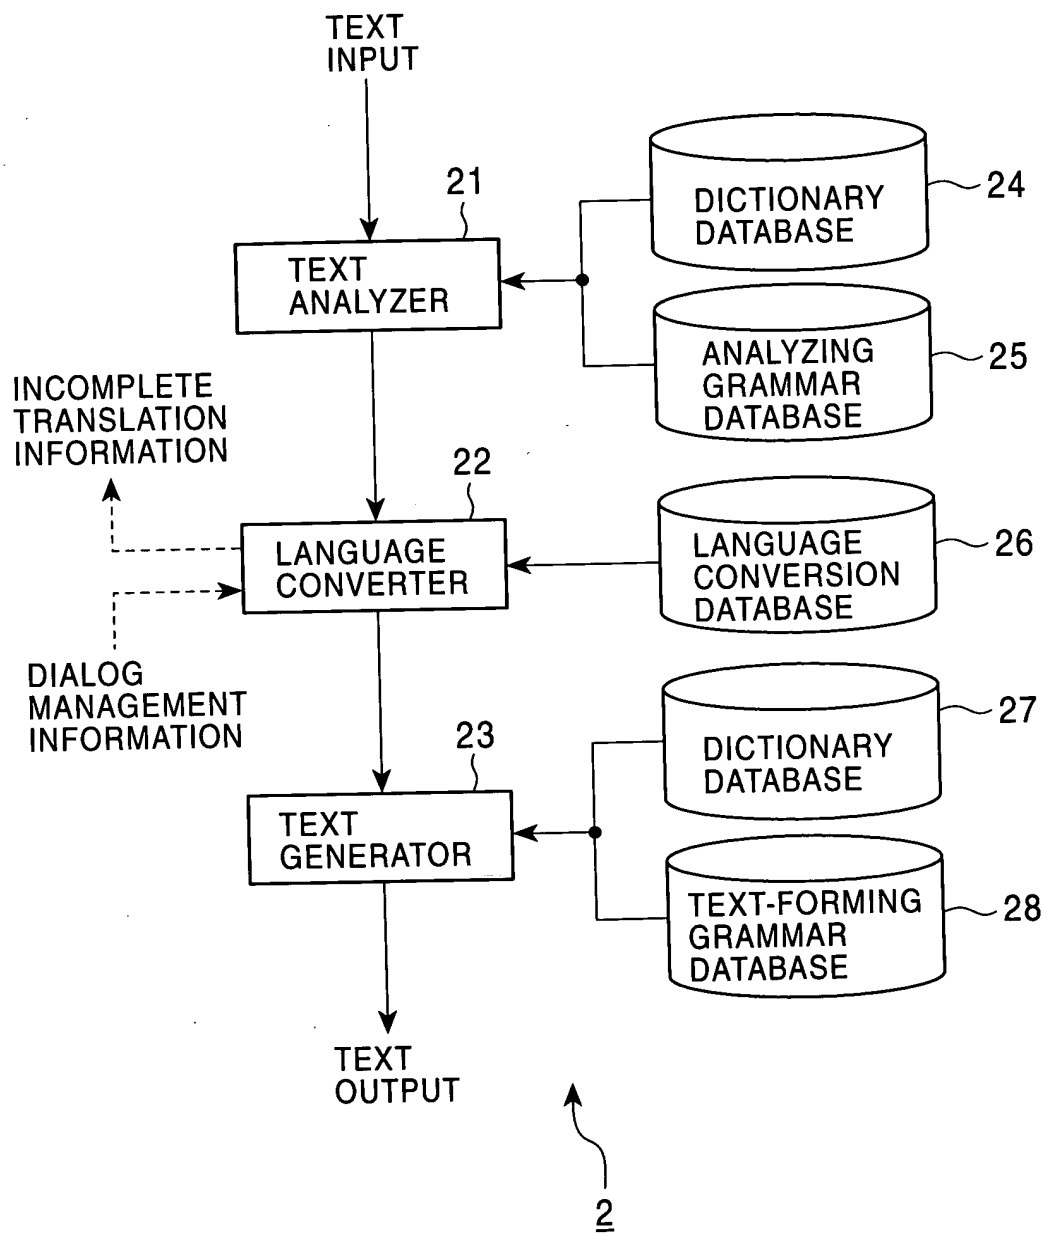 TEXT
INPUT
21
TEXT
ANALYZER
DICTIONARY
DATABASE
24
ANALYZING
GRAMMAR
DATABASE
25
INCOMPLETE
TRANSLATION
INFORMATION
22
LANGUAGE
CONVERTER
LANGUAGE
CONVERSION
DATABASE
26
DIALOG
MANAGEMENT
INFORMATION
23
TEXT
GENERATOR
DICTIONARY
DATABASE
27
TEXT-FORMING
GRAMMAR
DATABASE
28
TEXT
OUTPUT
2